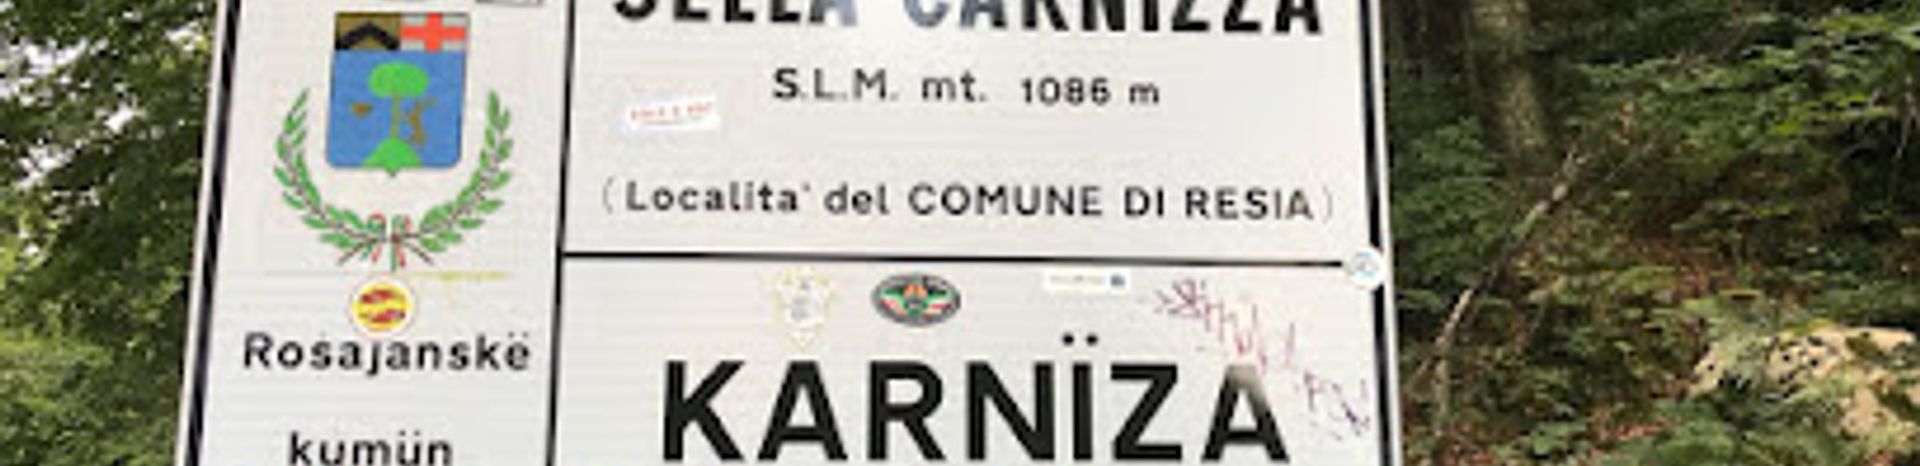 SELLA CARNIZZA
S.L.M. mt. 1086 m
(Localita' del COMUNE DI RESIA)
Rosajanskë
kumün
KARNÏZA